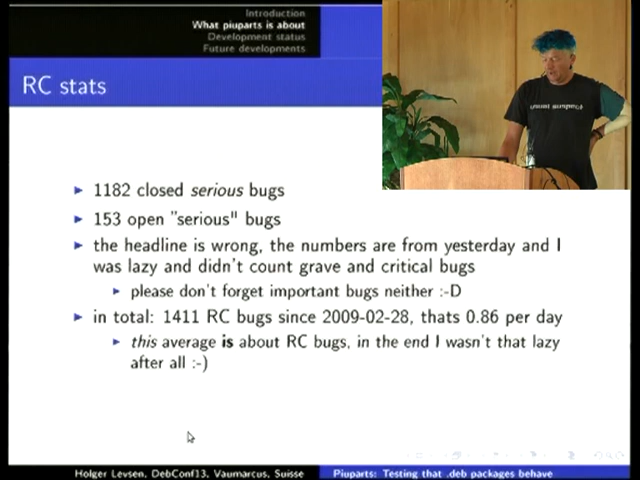 Introduction
What piuparts is about
Development status
Future developments
RC stats
1182 closed serious bugs
153 open "serious" bugs
the headline is wrong, the numbers are from yesterday and I
was lazy and didn't count grave and critical bugs
please don't forget important bugs neither :-D
in total: 1411 RC bugs since 2009-02-28, thats 0.86 per day
this average is about RC bugs, in the end I wasn't that lazy
after all :-)
Holger Levsen, DebConf13, Vaumarcus, Suisse
Piuparts: Testing that .deb packages behave